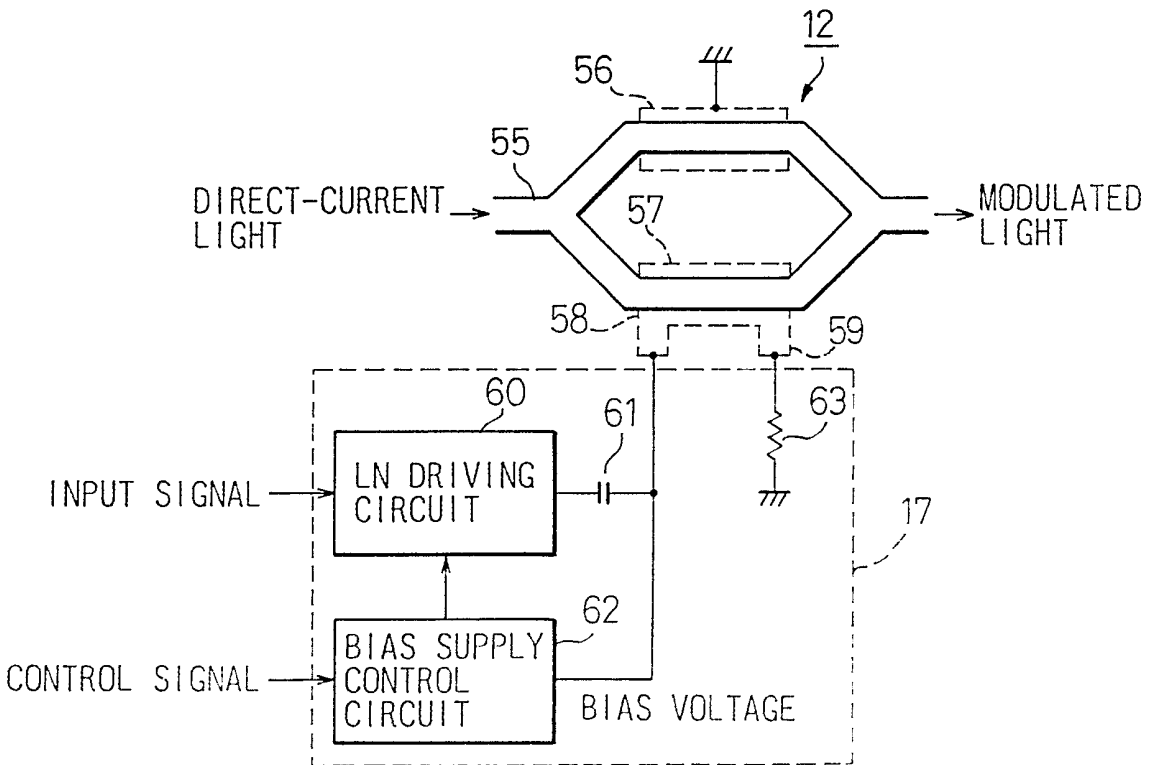 12
56
55
DIRECT-CURRENT
LIGHT
57
MODULATED
LIGHT
58
59
60
61
63
LN DRIVING
CIRCUIT
INPUT SIGNAL
17
62
BIAS SUPPLY
CONTROL
CIRCUIT
CONTROL SIGNAL
BIAS VOLTAGE